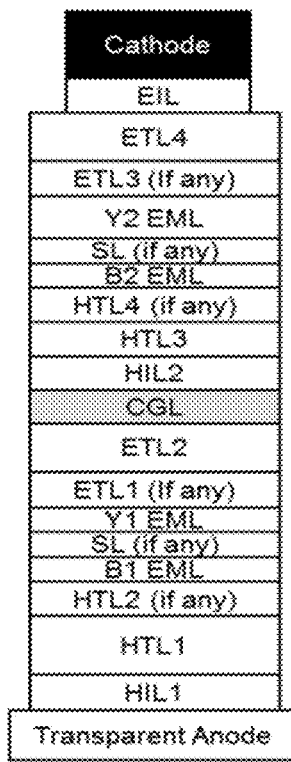 Cathode
EIL
ETL4
ETL3 (If any)
Y2 EML
SL (if any)
B2 EML
HTL4 (if any)
HTL3
HIL2
CGL
ETL2
ETL1 (If any)
Y1 EML
SL (if any)
B1 EML
HTL2 (if any)
HTL1
HIL1
Transparent Anode